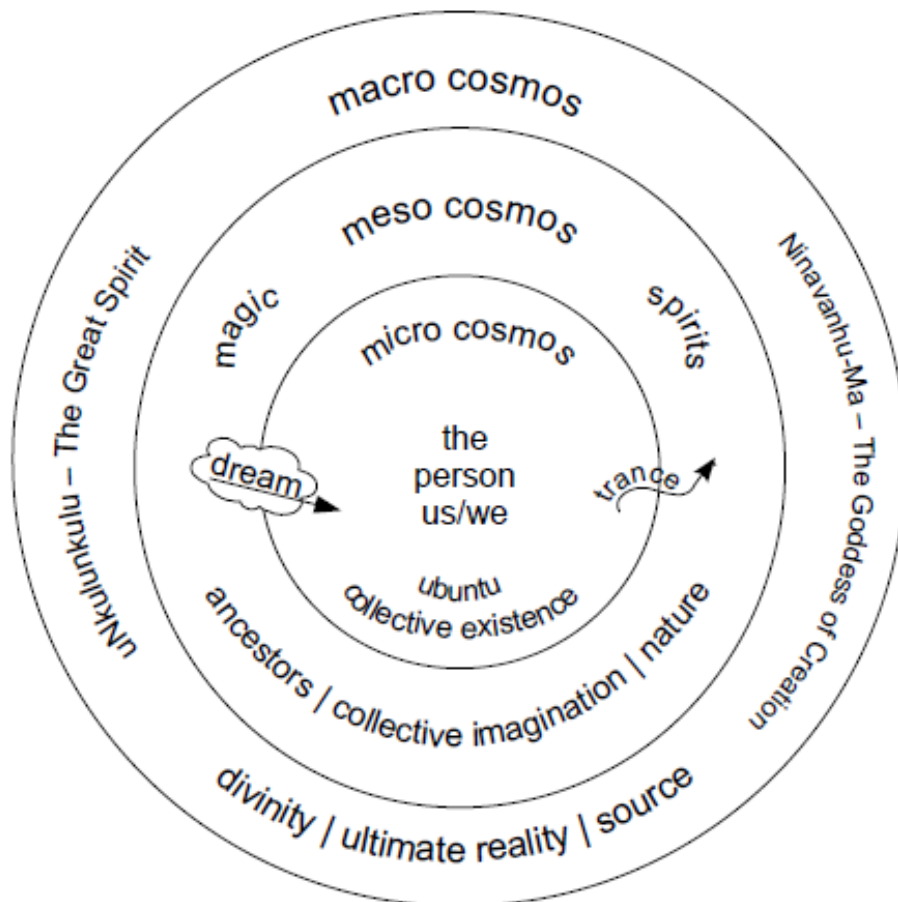 macro cosmos
meso cosmos
magic
spirits
micro cosmos
uNkulunkulu – The Great Spirit
Ninavanhu-Ma – The Goddess of Creation
the
person
us/we
dream
trance
ubuntu
collective existence
ancestors | collective imagination | nature
divinity | ultimate reality | source